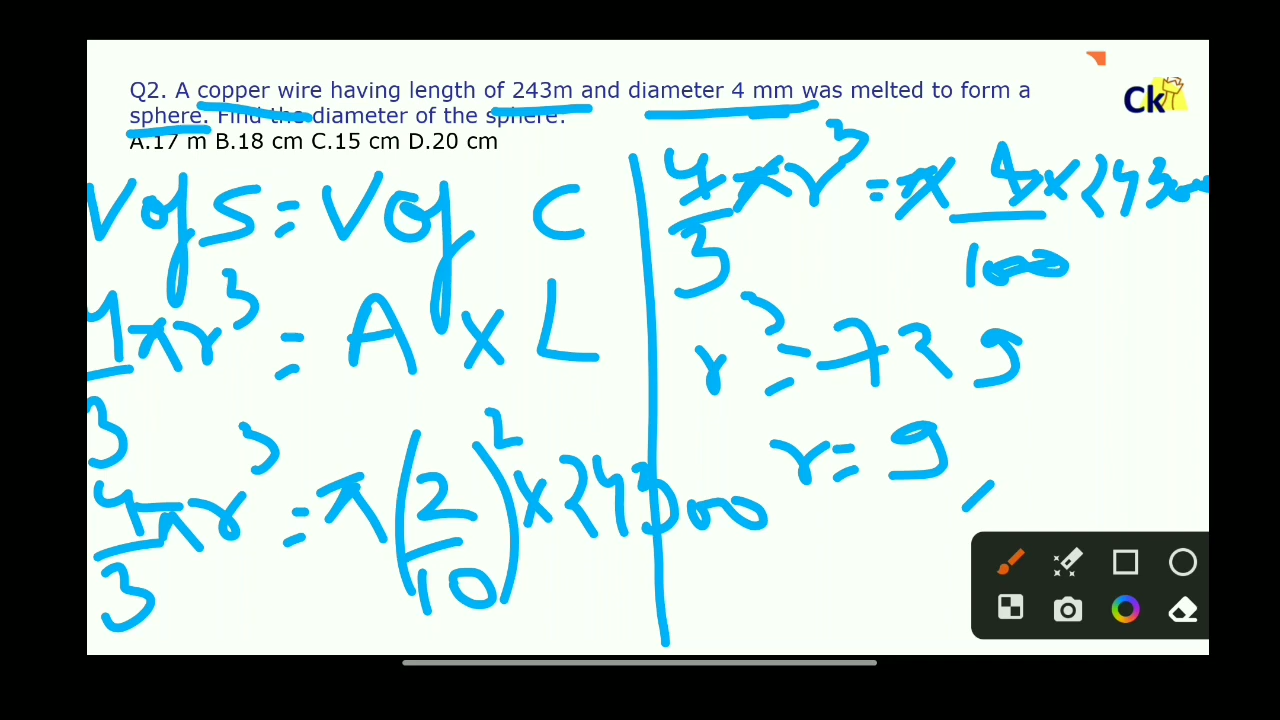 Q2. A copper wire having length of 243m and diameter 4 mm was melted to form a
sphere. Find the diameter of the sphere.
A.17 m B.18 cm C.15 cm D.20 cm
Ck
V of S = V of C
4/3 πr³ = A × L
4/3 πr³ = π(2/10)² × 24300
4/3 πr³ = π 4/100 × 24300
r³ = 729
r = 9